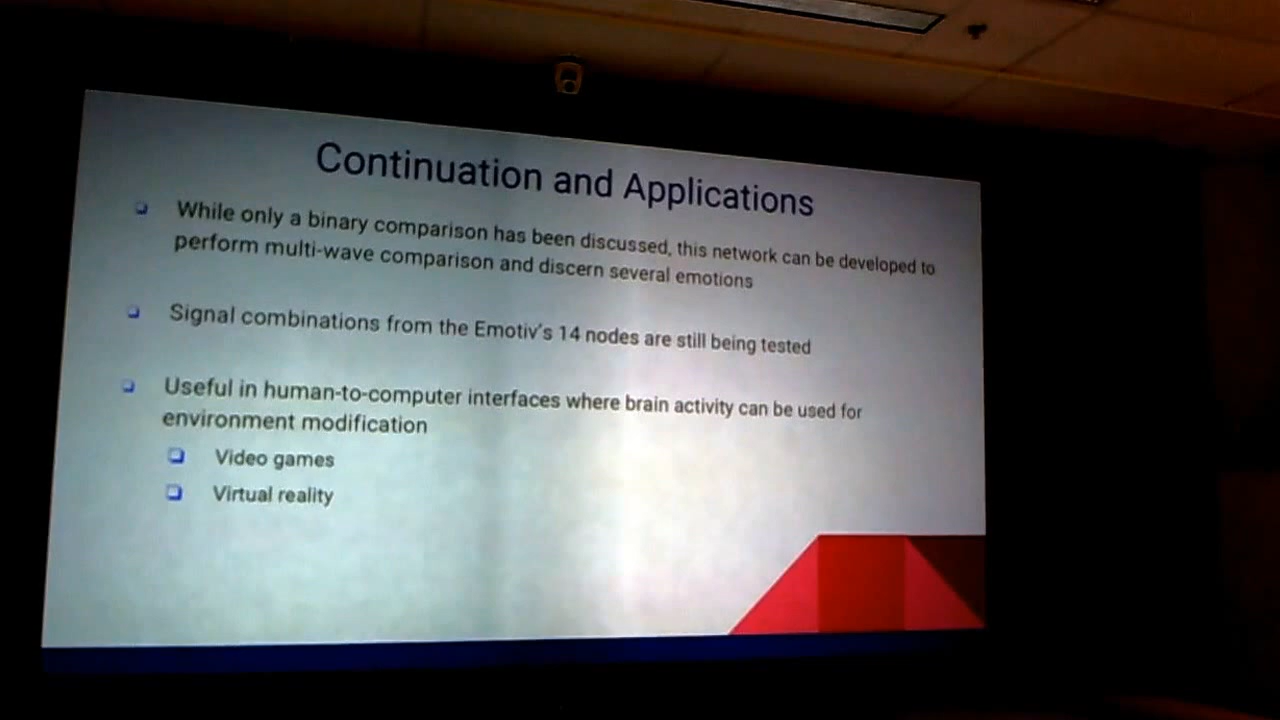 Continuation and Applications
While only a binary comparison has been discussed, this network can be developed to
perform multi-wave comparison and discern several emotions
Signal combinations from the Emotiv's 14 nodes are still being tested
Useful in human-to-computer interfaces where brain activity can be used for
environment modification
Video games
Virtual reality